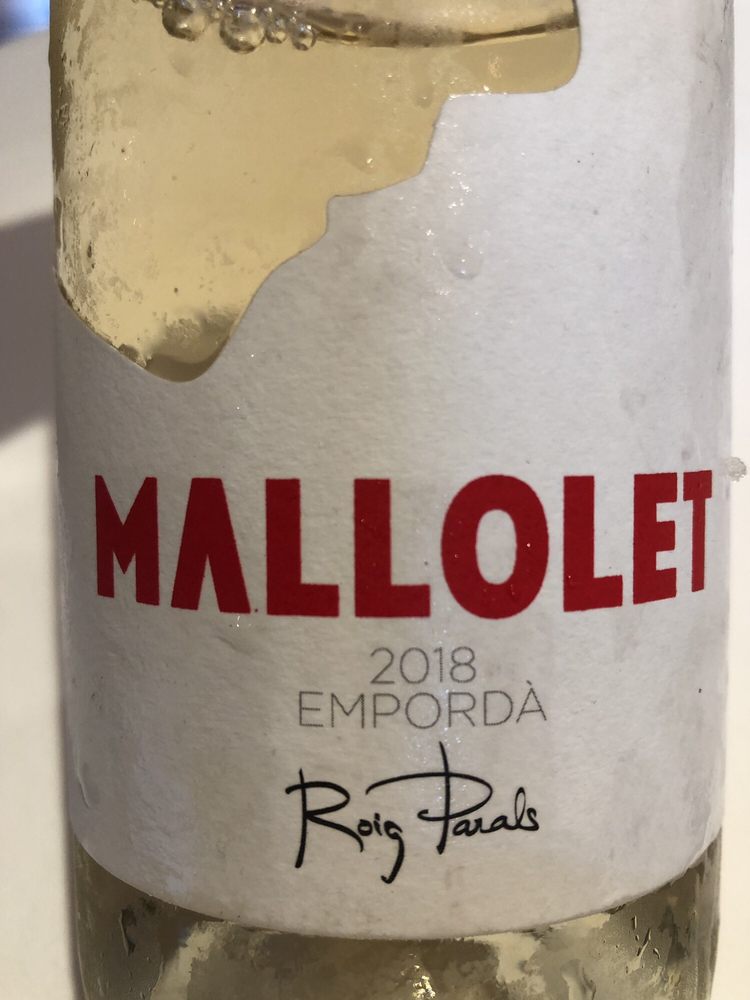 MALLOLET
2018
EMPORDÀ
Roig Parals